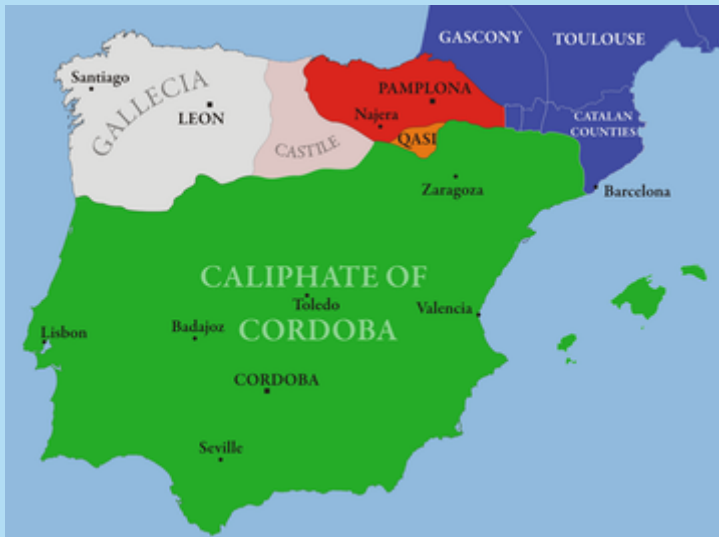 GASCONY
TOULOUSE
Santiago
GALLECIA
LEON
PAMPLONA
Najera
CATALAN
COUNTIES
CASTILE
QASI
Zaragoza
Barcelona
CALIPHATE OF
Toledo
CORDOBA
Valencia
Lisbon
Badajoz
CORDOBA
Seville